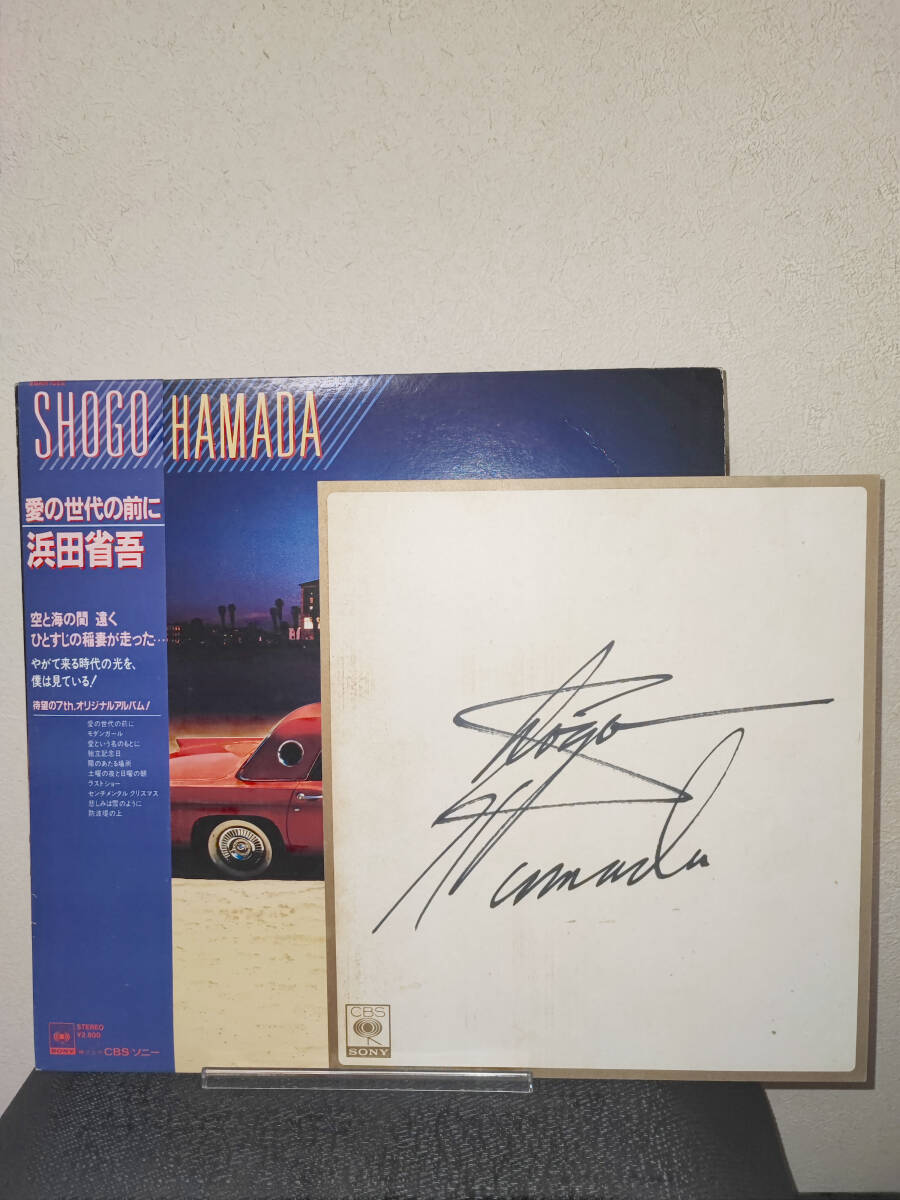 SHOGO HAMADA
愛の世代の前に
浜田省吾
空と海の間 遠く
ひとすじの稲妻が走った…
やがて来る時代の光を、
僕は見ている!
待望の7th.オリジナルアルバム!
愛の世代の前に
モダンガール
愛という名のもとに
独立記念日
陽のあたる場所
土曜の夜と日曜の朝
ラストショー
センチメンタル クリスマス
悲しみは雪のように
防波堤の上
STEREO
¥2,800
SONY
CBSソニー
Shogo
Hamada
CBS
SONY